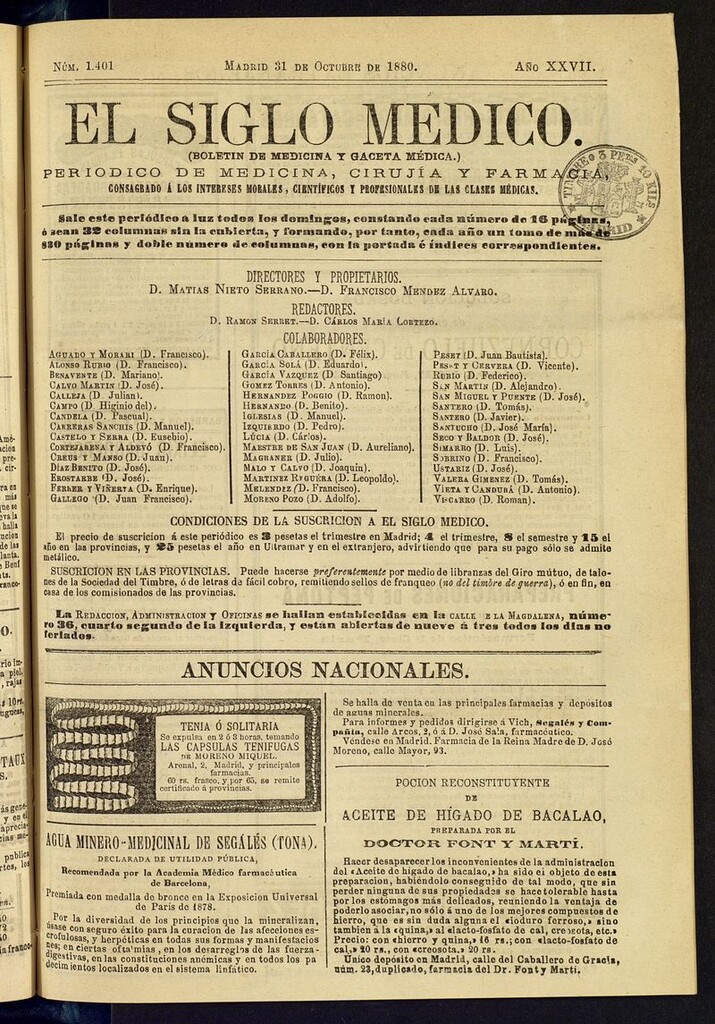 NÚM. 1.401 MADRID 31 DE OCTUBRE DE 1880. AÑO XXVII.
EL SIGLO MEDICO.
(BOLETIN DE MEDICINA Y GACETA MÉDICA.)
PERIODICO DE MEDICINA, CIRUJÍA Y FARMACIA,
CONSAGRADO Á LOS INTERESES MORALES, CIENTÍFICOS Y PROFESIONALES DE LAS CLASES MÉDICAS.
TIMBRE 3 PES. 10 KILS. MADRID
Sale este periódico a luz todos los domingos, constando cada número de 16 páginas,
ó sean 32 columnas sin la cubierta, y formando, por tanto, cada año un tomo de más de
830 páginas y doble número de columnas, con la portada é índices correspondientes.
DIRECTORES Y PROPIETARIOS.
D. MATIAS NIETO SERRANO.—D. FRANCISCO MENDEZ ALVARO.
REDACTORES.
D. RAMON SERRET.—D. CÁRLOS MARÍA CORTEZO.
COLABORADORES.
AGUADO Y MORARI (D. Francisco).
ALONSO RUBIO (D. Francisco).
BENAVENTE (D. Mariano).
CALVO MARTIN (D. José).
CALLEJA (D. Julian).
CAMPO (D. Higinio del).
CANDELA (D. Pascual).
CARRERAS SANCHIS (D. Manuel).
CASTELO Y SERRA (D. Eusebio).
CORTEJARENA Y ALDEVÓ (D. Francisco).
CREUS Y MANSO (D. Juan).
DIAZ BENITO (D. José).
EROSTARBE (D. José).
FERRER Y VIÑERTA (D. Enrique).
GALLEGO (D. Juan Francisco).
GARCÍA CABALLERO (D. Félix).
GARCÍA SOLÁ (D. Eduardo).
GARCÍA VAZQUEZ (D. Santiago)
GOMEZ TORRES (D. Antonio).
HERNANDEZ POGGIO (D. Ramon).
HERNANDO (D. Benito).
IGLESIAS (D. Manuel).
IZQUIERDO (D. Pedro).
LÚCIA (D. Cárlos).
MAESTRE DE SAN JUAN (D. Aureliano).
MAGRANER (D. Julio).
MALO Y CALVO (D. Joaquin).
MARTINEZ REGUÉRA (D. Leopoldo).
MELENDEZ (D. Francisco).
MORENO POZO (D. Adolfo).
PESET (D. Juan Bautista).
PESET Y CERVERA (D. Vicente).
RUBIO (D. Federico).
SAN MARTIN (D. Alejandro).
SAN MIGUEL Y PUENTE (D. José).
SANTERO (D. Tomás).
SANTERO (D. Javier).
SANTUCHO (D. José María).
SECO Y BALDOR (D. José).
SIMARRO (D. Luis).
SOBRINO (D. Francisco).
USTARIZ (D. José).
VALERA GIMENEZ (D. Tomás).
VIETA Y CANDURÁ (D. Antonio).
VISCARRO (D. Roman).
CONDICIONES DE LA SUSCRICION A EL SIGLO MEDICO.
El precio de suscricion á este periódico es 3 pesetas el trimestre en Madrid; 4 el trimestre, 8 el semestre y 15 el
año en las provincias, y 25 pesetas el año en Ultramar y en el extranjero, advirtiendo que para su pago sólo se admite
metálico.
SUSCRICION EN LAS PROVINCIAS. Puede hacerse preferentemente por medio de libranzas del Giro mútuo, de talo-
nes de la Sociedad del Timbre, ó de letras de fácil cobro, remitiendo sellos de franqueo (no del timbre de guerra), ó en fin, en
casa de los comisionados de las provincias.
LA REDACCION, ADMINISTRACION Y OFICINAS se hallan establecidas en la CALLE DE LA MAGDALENA, núme-
ro 36, cuarto segundo de la izquierda, y están abiertas de nueve á tres todos los dias no
feriados.
ANUNCIOS NACIONALES.
TENIA Ó SOLITARIA
Se expulsa en 2 ó 3 horas, tomando
LAS CAPSULAS TENIFUGAS
DE MORENO MIQUEL.
Arenal, 2, Madrid, y principales
farmacias.
60 rs. frasco, y por 65, se remite
certificado á provincias.
AGUA MINERO-MEDICINAL DE SEGÁLÉS (TONA).
DECLARADA DE UTILIDAD PÚBLICA,
Recomendada por la Academia Médico farmacéutica
de Barcelona,
Premiada con medalla de bronce en la Exposicion Universal
de Paris de 1878.
Por la diversidad de los principios que la mineralizan,
úsase con seguro éxito para la curacion de las afecciones es-
crofulosas, y herpéticas en todas sus formas y manifestacio-
nes; en ciertas oftalmias, en los desarreglos de las fuerzas
digestivas, en las constituciones anémicas y en todos los pa
decimientos localizados en el sistema linfático.
Se halla de venta en las principales farmacias y depósitos
de aguas minerales.
Para informes y pedidos dirigirse á Vich, Segalés y Com-
pañía, calle Arcos, 2, ó á D. José Sala, farmacéutico.
Véndese en Madrid. Farmacia de la Reina Madre de D. José
Moreno, calle Mayor, 93.
POCION RECONSTITUYENTE
DE
ACEITE DE HÍGADO DE BACALAO,
PREPARADA POR EL
DOCTOR FONT Y MARTÍ.
Hacer desaparecer los inconvenientes de la administracion
del «Aceite de hígado de bacalao,» ha sido el objeto de esta
preparacion, habiéndolo conseguido de tal modo, que sin
perder ninguna de sus propiedades se hace tolerable hasta
por los estómagos más delicados, reuniendo la ventaja de
poderlo asociar, no sólo á uno de los mejores compuestos de
hierro, que es sin duda alguna el «ioduro ferroso,» sino
tambien á la «quina,» al «lacto-fosfato de cal, creosota, etc.»
Precio: con «hierro y quina,» 16 rs.; con «lacto-fosfato de
cal,» 20 rs., con «creosota.» 20 rs.
Unico depósito en Madrid, calle del Caballero de Gracia,
núm. 23, duplicado, farmacia del Dr. Font y Martí.